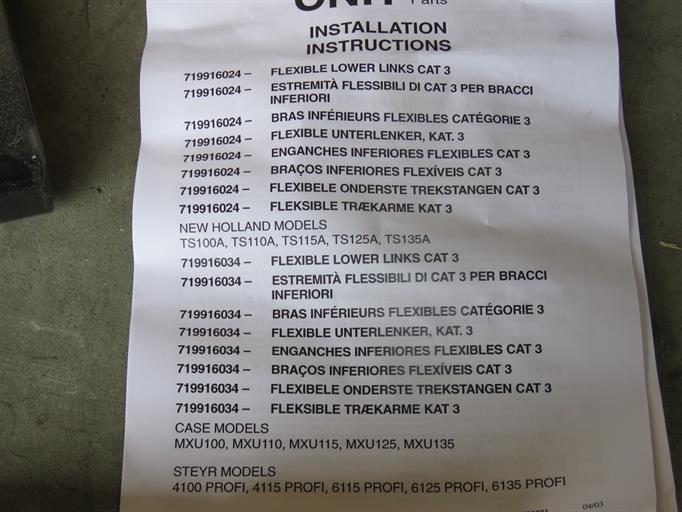 Parts
INSTALLATION
INSTRUCTIONS
719916024 – FLEXIBLE LOWER LINKS CAT 3
719916024 – ESTREMITÀ FLESSIBILI DI CAT 3 PER BRACCI
INFERIORI
719916024 – BRAS INFÉRIEURS FLEXIBLES CATÉGORIE 3
719916024 – FLEXIBLE UNTERLENKER, KAT. 3
719916024 – ENGANCHES INFERIORES FLEXIBLES CAT 3
719916024 – BRAÇOS INFERIORES FLEXÍVEIS CAT 3
719916024 – FLEXIBELE ONDERSTE TREKSTANGEN CAT 3
719916024 – FLEKSIBLE TRÆKARME KAT 3
NEW HOLLAND MODELS
TS100A, TS110A, TS115A, TS125A, TS135A
719916034 – FLEXIBLE LOWER LINKS CAT 3
719916034 – ESTREMITÀ FLESSIBILI DI CAT 3 PER BRACCI
INFERIORI
719916034 – BRAS INFÉRIEURS FLEXIBLES CATÉGORIE 3
719916034 – FLEXIBLE UNTERLENKER, KAT. 3
719916034 – ENGANCHES INFERIORES FLEXIBLES CAT 3
719916034 – BRAÇOS INFERIORES FLEXÍVEIS CAT 3
719916034 – FLEXIBELE ONDERSTE TREKSTANGEN CAT 3
719916034 – FLEKSIBLE TRÆKARME KAT 3
CASE MODELS
MXU100, MXU110, MXU115, MXU125, MXU135
STEYR MODELS
4100 PROFI, 4115 PROFI, 6115 PROFI, 6125 PROFI, 6135 PROFI
04/03